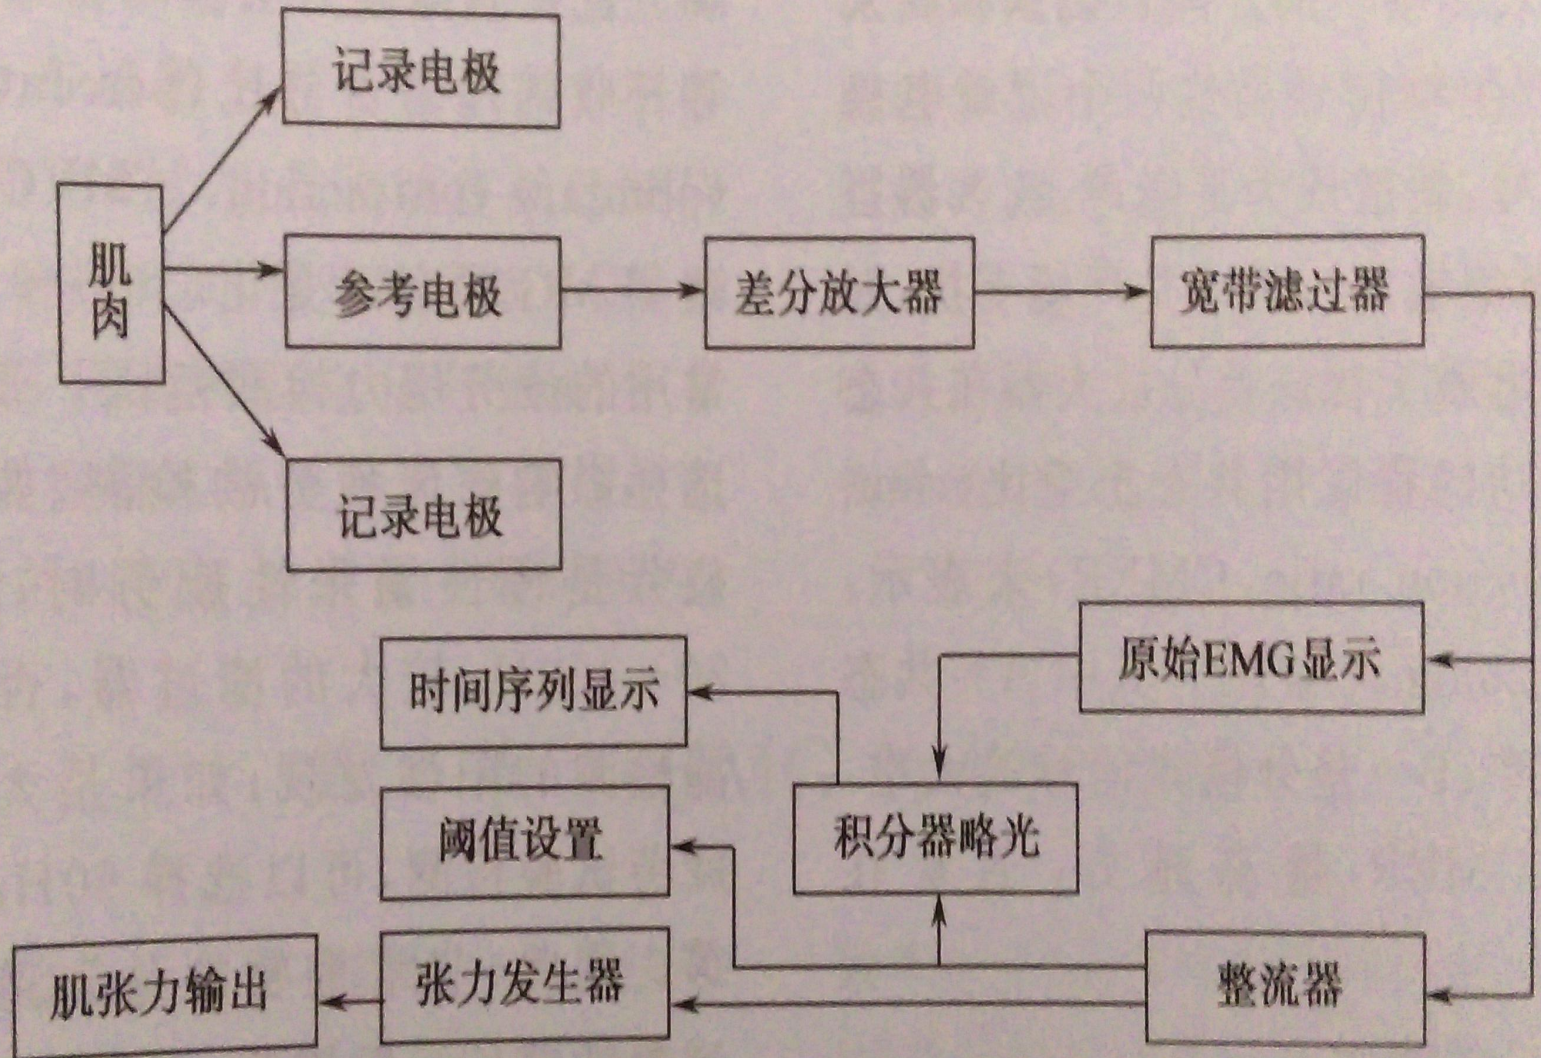 记录电极
肌肉
参考电极
差分放大器
宽带滤过器
记录电极
原始EMG显示
时间序列显示
阈值设置
积分器略光
肌张力输出
张力发生器
整流器